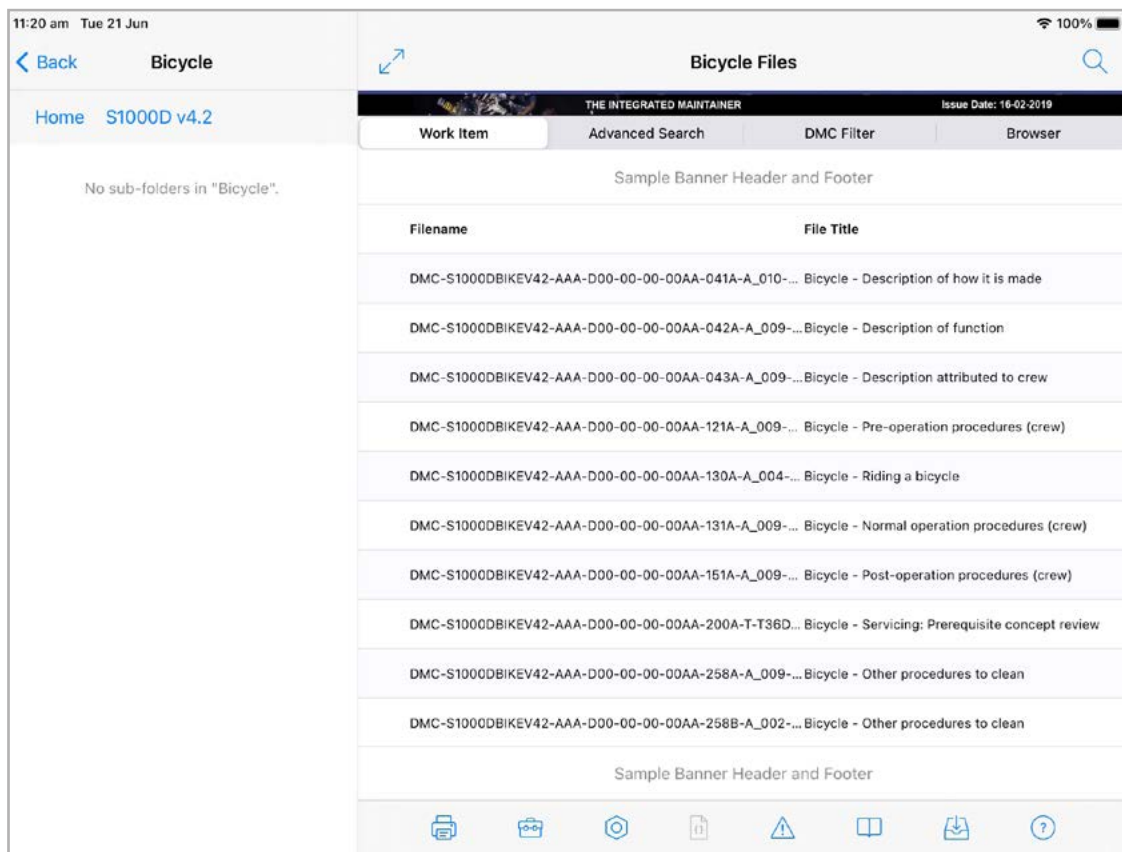 11:20 am Tue 21 Jun
100%
Back
Bicycle
Home S1000D v4.2
No sub-folders in "Bicycle".
Bicycle Files
THE INTEGRATED MAINTAINER Issue Date: 16-02-2019
Work Item Advanced Search DMC Filter Browser
Sample Banner Header and Footer
Filename File Title
DMC-S1000DBIKEV42-AAA-D00-00-00-00AA-041A-A_010-... Bicycle - Description of how it is made
DMC-S1000DBIKEV42-AAA-D00-00-00-00AA-042A-A_009-... Bicycle - Description of function
DMC-S1000DBIKEV42-AAA-D00-00-00-00AA-043A-A_009-... Bicycle - Description attributed to crew
DMC-S1000DBIKEV42-AAA-D00-00-00-00AA-121A-A_009-... Bicycle - Pre-operation procedures (crew)
DMC-S1000DBIKEV42-AAA-D00-00-00-00AA-130A-A_004-... Bicycle - Riding a bicycle
DMC-S1000DBIKEV42-AAA-D00-00-00-00AA-131A-A_009-... Bicycle - Normal operation procedures (crew)
DMC-S1000DBIKEV42-AAA-D00-00-00-00AA-151A-A_009-... Bicycle - Post-operation procedures (crew)
DMC-S1000DBIKEV42-AAA-D00-00-00-00AA-200A-T-T36D... Bicycle - Servicing: Prerequisite concept review
DMC-S1000DBIKEV42-AAA-D00-00-00-00AA-258A-A_009-... Bicycle - Other procedures to clean
DMC-S1000DBIKEV42-AAA-D00-00-00-00AA-258B-A_002-... Bicycle - Other procedures to clean
Sample Banner Header and Footer